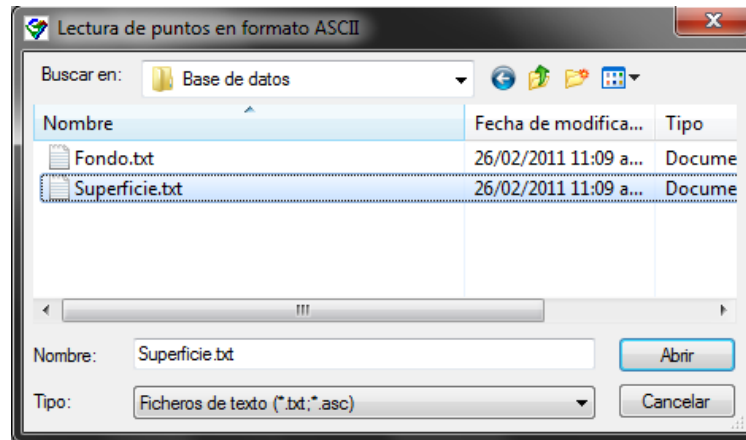 Lectura de puntos en formato ASCII
Buscar en: Base de datos
Nombre Fecha de modifica... Tipo
Fondo.txt 26/02/2011 11:09 a... Docume
Superficie.txt 26/02/2011 11:09 a... Docume
Nombre: Superficie.txt Abrir
Tipo: Ficheros de texto (*.txt;*.asc) Cancelar